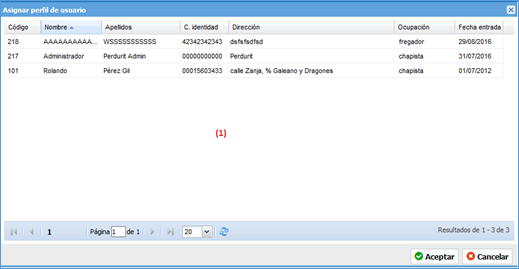 Asignar perfil de usuario
Código Nombre Apellidos C. identidad Dirección Ocupación Fecha entrada
218 AAAAAAAAAA... WSSSSSSSSSSS 42342342343 dsfsfsdfsd fregador 29/08/2016
217 Administrador Perdurit Admin 00000000000 Perdurit chapista 31/07/2016
101 Rolando Pérez Gil 00015603433 calle Zanja, % Galeano y Dragones chapista 01/07/2012
(1)
1 Página 1 de 1 20 Resultados de 1 - 3 de 3
Aceptar Cancelar